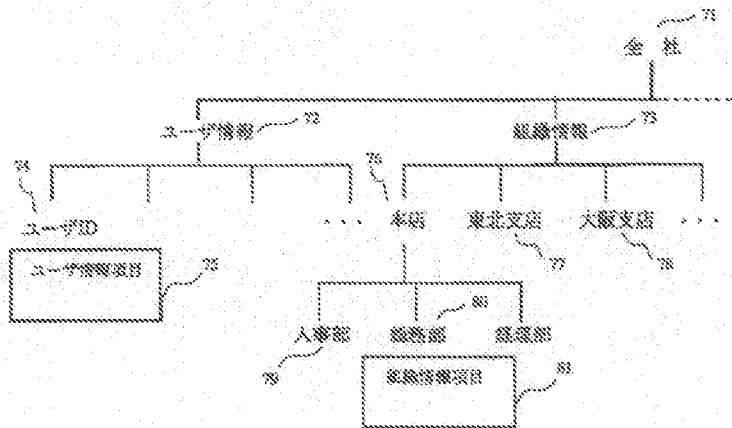 71
全 社
ユーザ情報 72
組織情報 73
74
76
ユーザID
・・・
本店
東北支店
大阪支店
・・・
ユーザ情報項目
75
77
78
80
人事部
総務部
経理部
79
組織情報項目
81